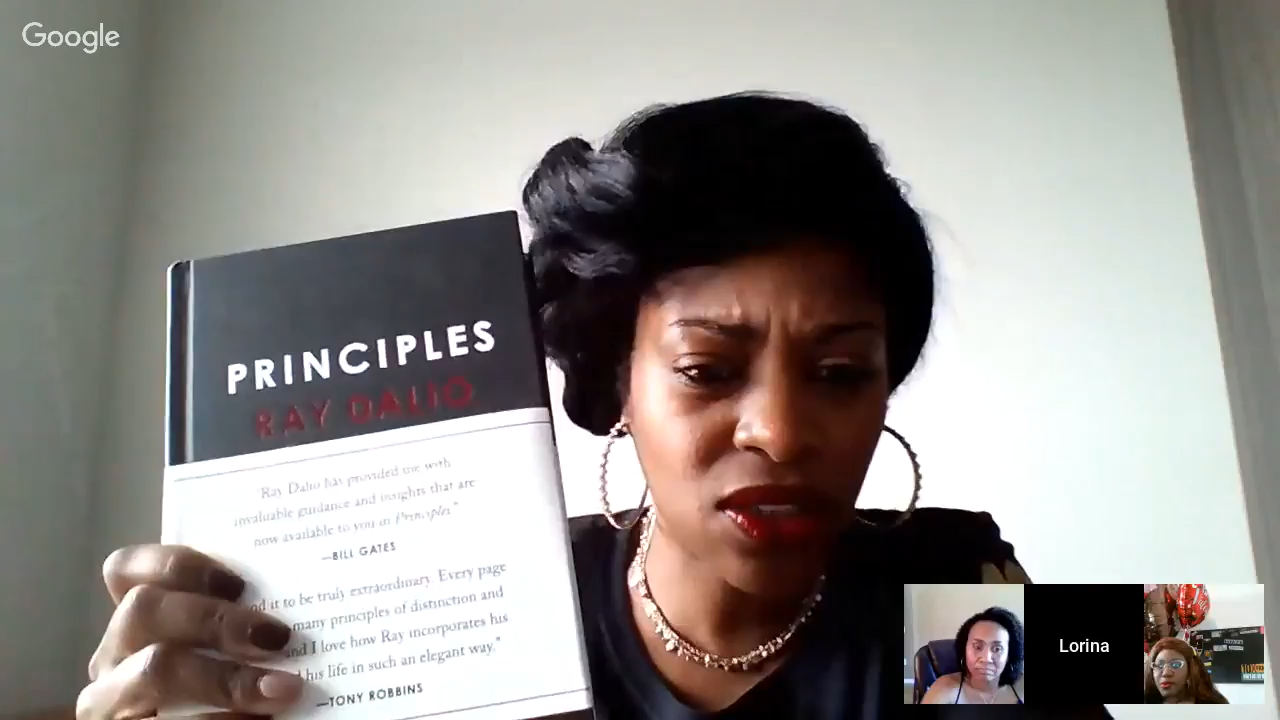 Google
PRINCIPLES
RAY DALIO
"Ray Dalio has provided me with
invaluable guidance and insights that are
now available to you in Principles."
—BILL GATES
it to be truly extraordinary. Every page
many principles of distinction and
and I love how Ray incorporates his
his life in such an elegant way."
—TONY ROBBINS
Lorina